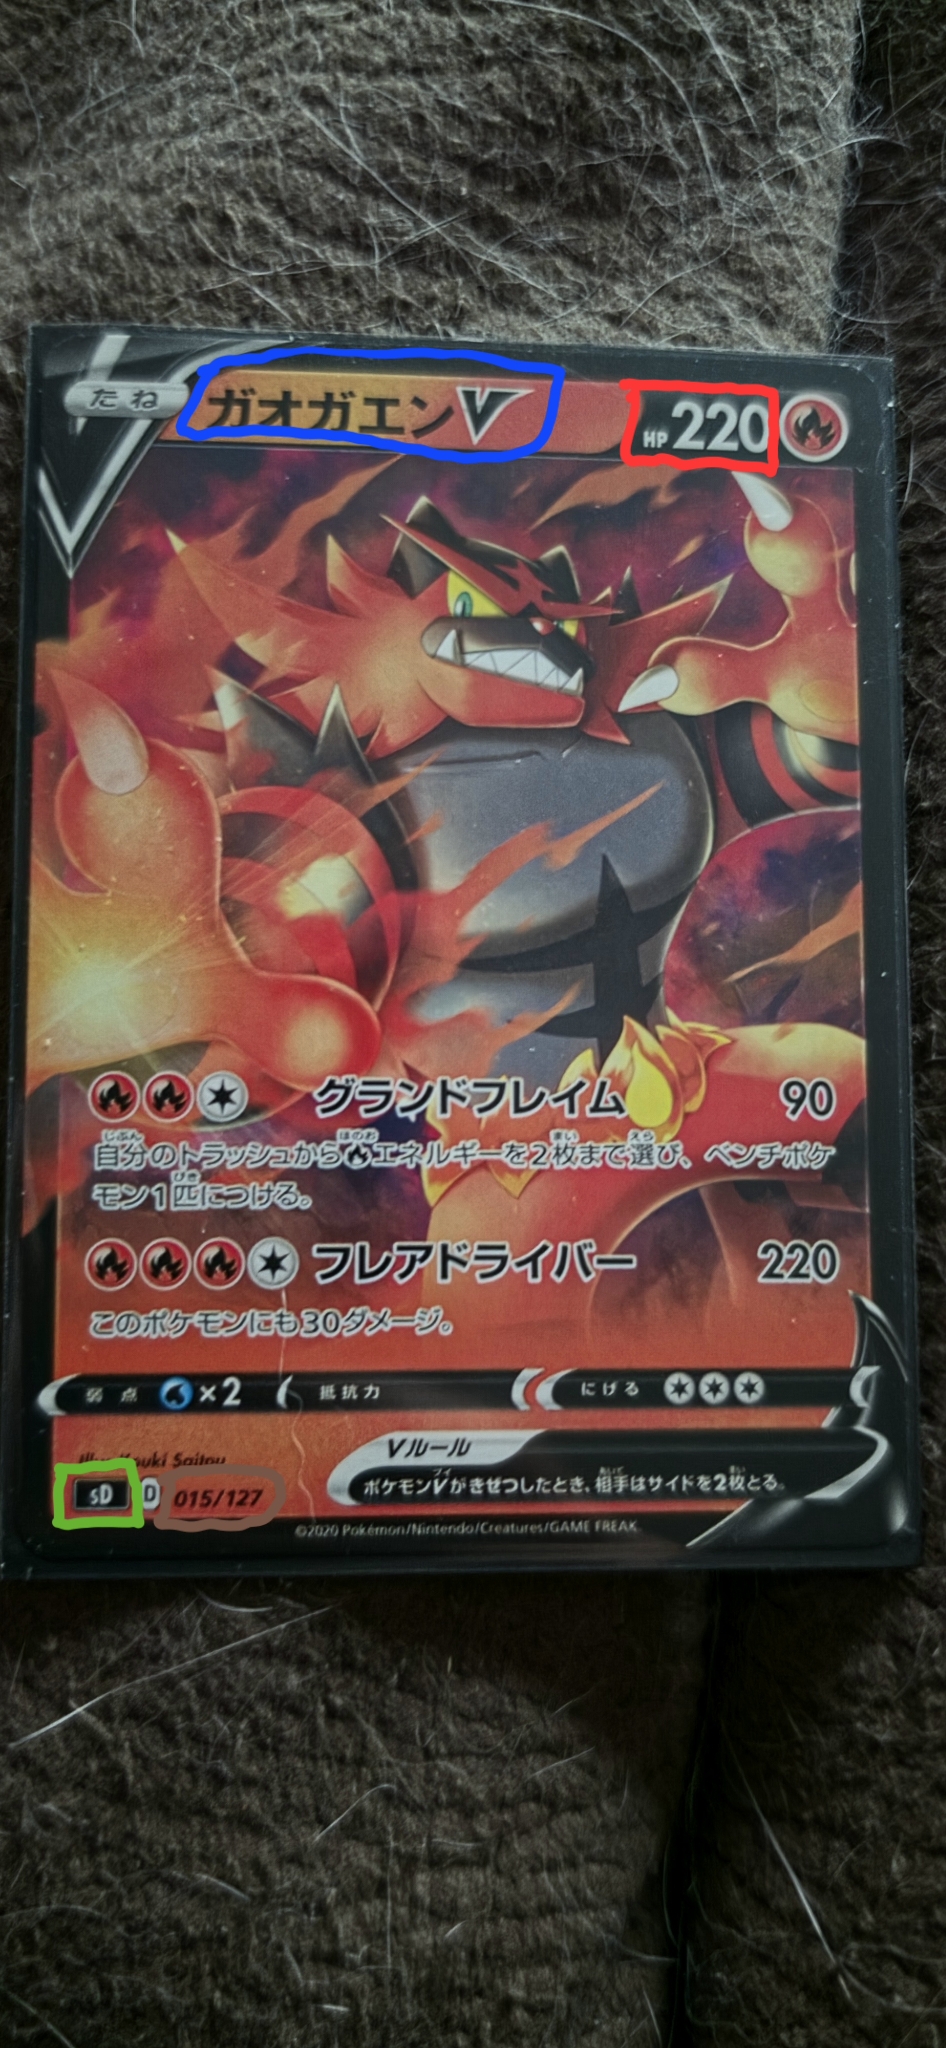 たね ガオガエンV HP 220
グランドフレイム 90
自分のトラッシュからエネルギーを2枚まで選び、ベンチポケ
モン1匹につける。
フレアドライバー 220
このポケモンにも30ダメージ。
弱点 ×2 抵抗力 にげる
Vルール
ポケモンVがきぜつしたとき、相手はサイドを2枚とる。
Illus. Kouki Saitou
sD D 015/127
©2020 Pokémon/Nintendo/Creatures/GAME FREAK.